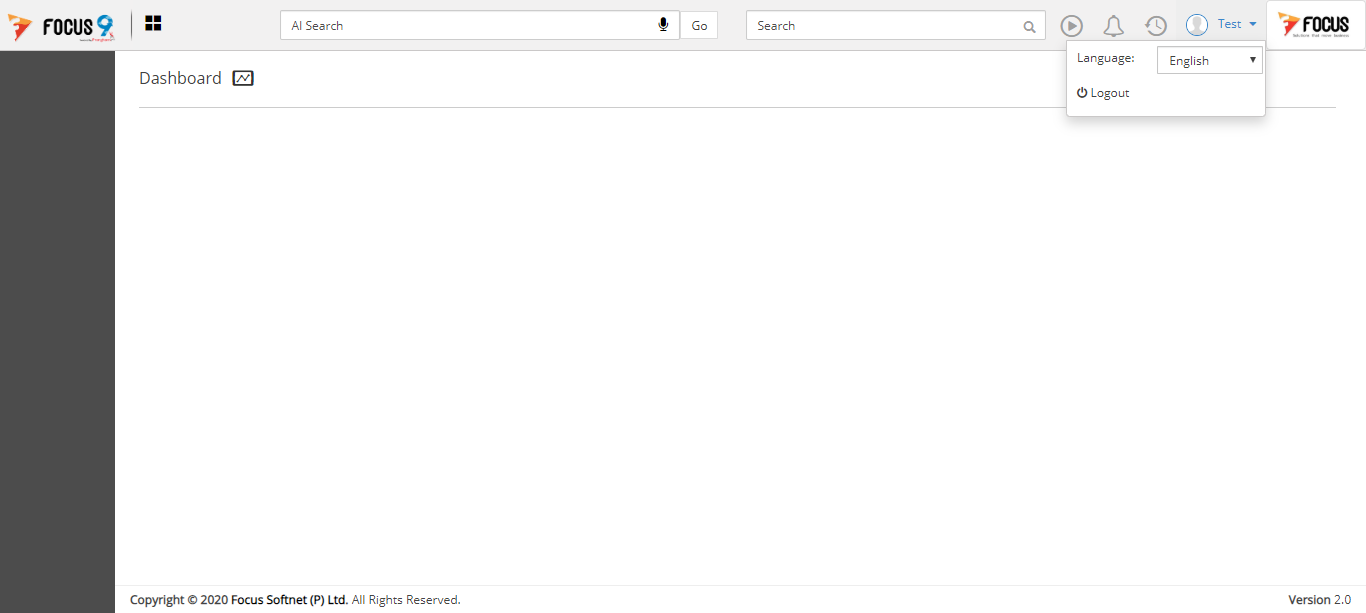 FOCUS 9
AI Search
Go
Search
Test
FOCUS
Language:
English
Logout
Dashboard
Copyright © 2020 Focus Softnet (P) Ltd. All Rights Reserved.
Version 2.0